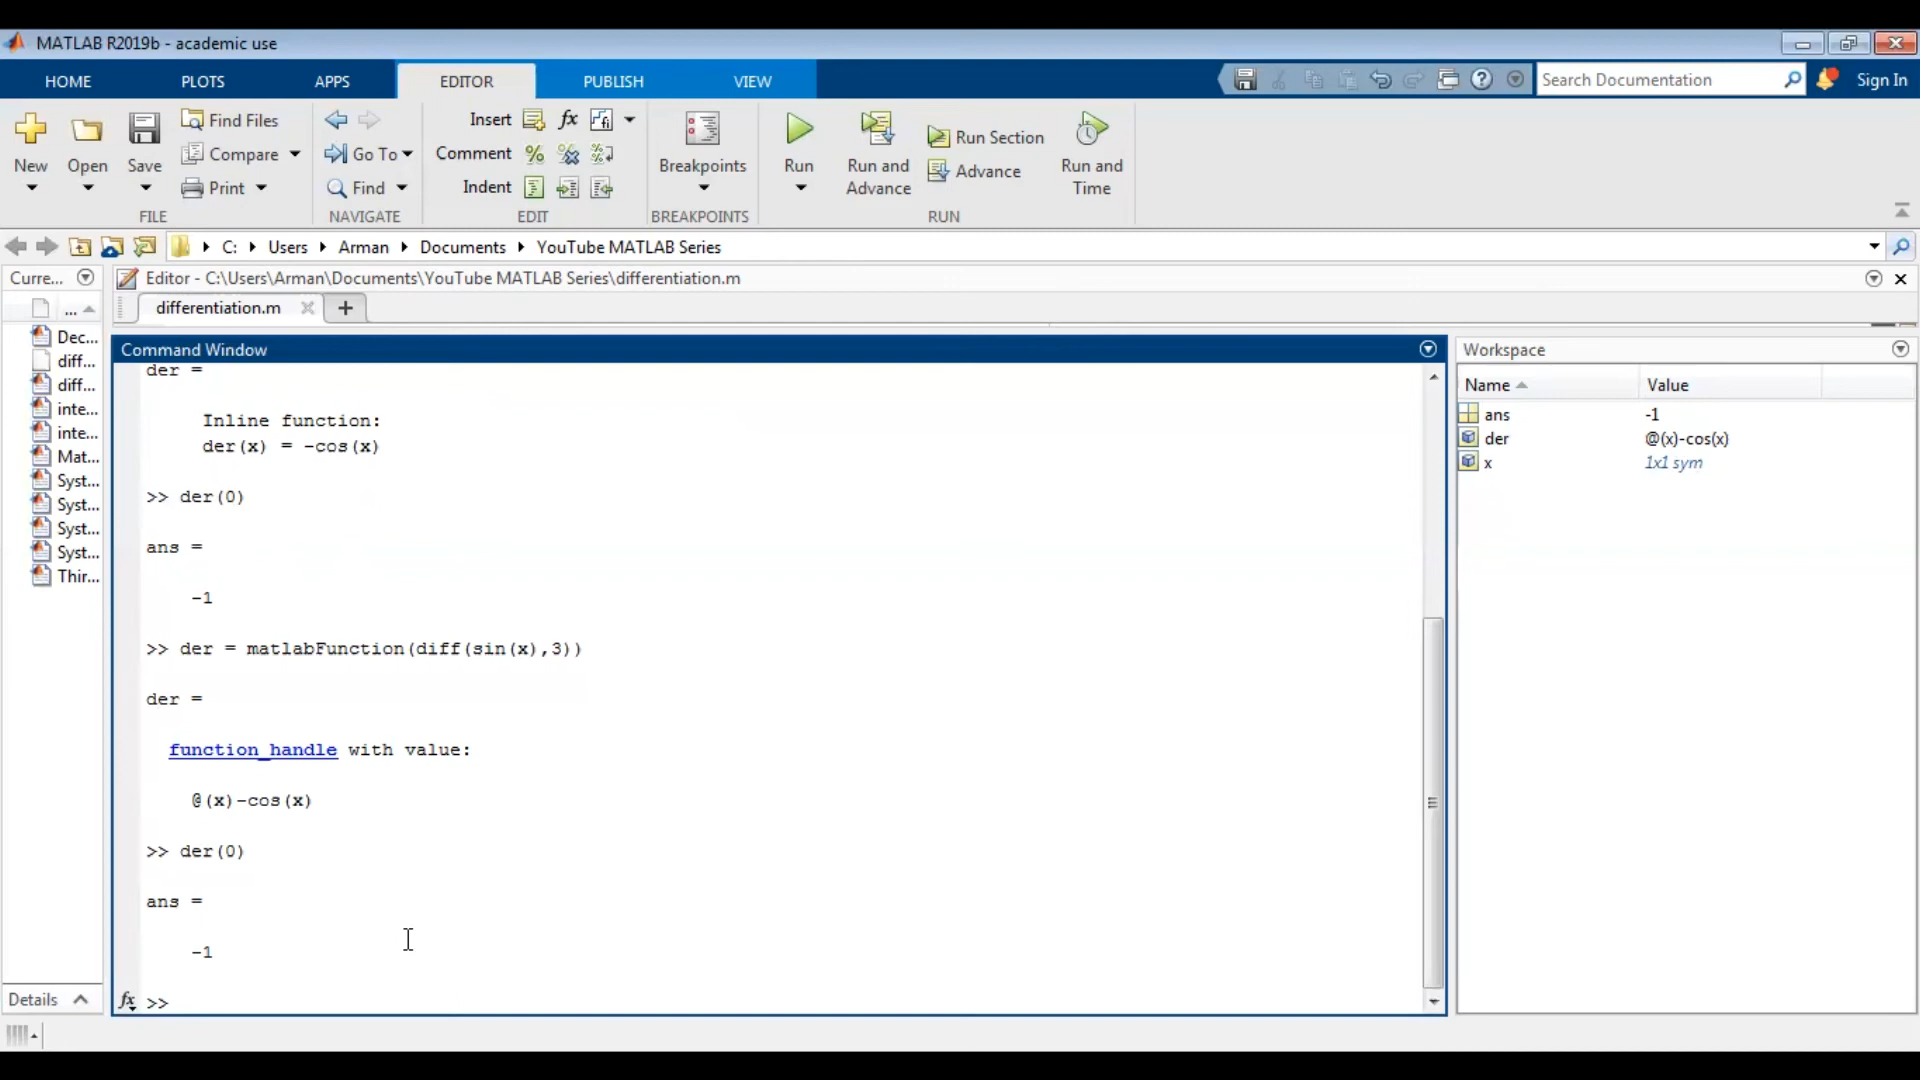 MATLAB R2019b - academic use
HOME PLOTS APPS EDITOR PUBLISH VIEW Search Documentation Sign In
New Open Save Find Files Compare Print FILE
Go To Find NAVIGATE
Insert fx Comment Indent EDIT
Breakpoints BREAKPOINTS
Run Run and Advance Run Section Advance Run and Time RUN
C: Users Arman Documents YouTube MATLAB Series
Curre...
Editor - C:\Users\Arman\Documents\YouTube MATLAB Series\differentiation.m
differentiation.m
...
Dec...
diff...
diff...
inte...
inte...
Mat...
Syst...
Syst...
Syst...
Syst...
Thir...
Details
Command Window
der =
Inline function:
der(x) = -cos(x)
>> der(0)
ans =
-1
>> der = matlabFunction(diff(sin(x),3))
der =
function_handle with value:
@(x)-cos(x)
>> der(0)
ans =
-1
fx >>
Workspace
Name Value
ans -1
der @(x)-cos(x)
x 1x1 sym